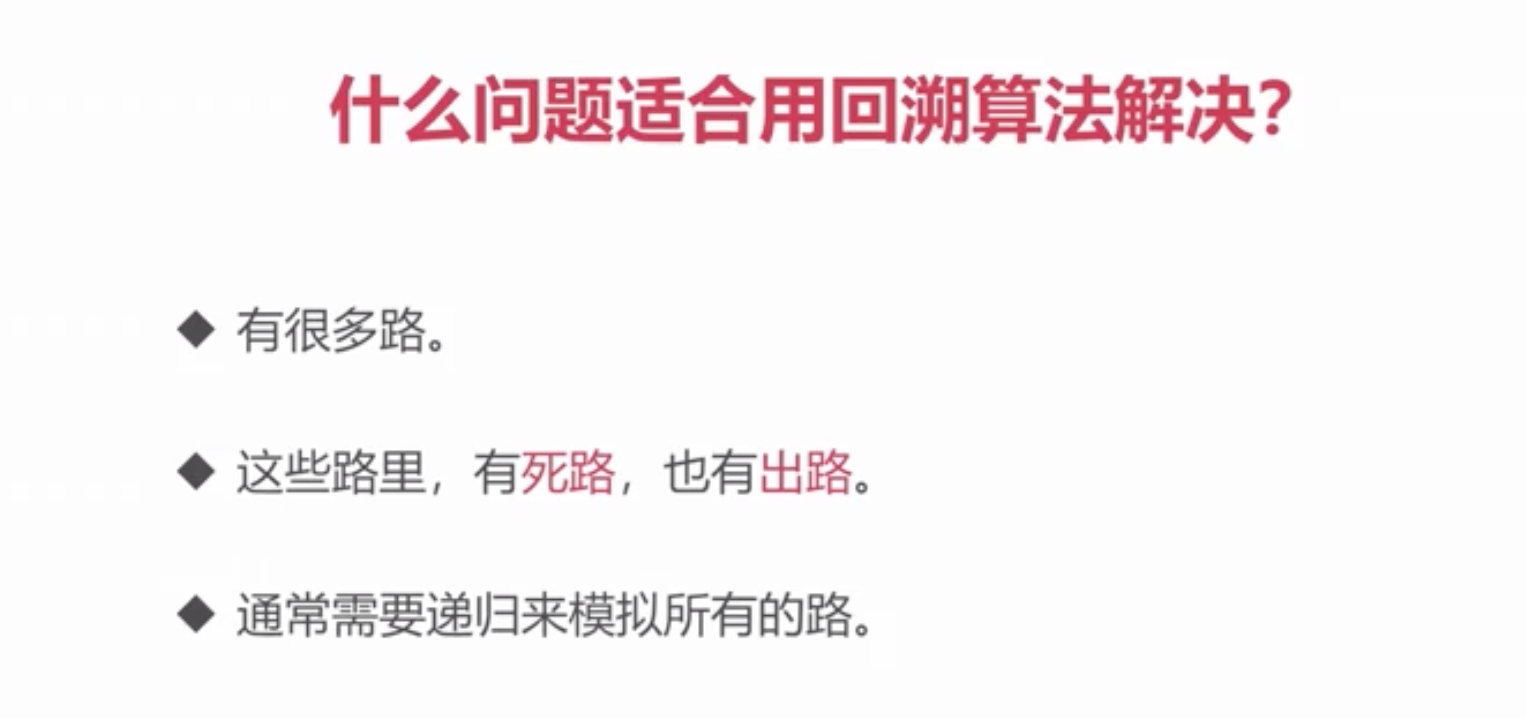 什么问题适合用回溯算法解决？
◆ 有很多路。
◆ 这些路里，有死路，也有出路。
◆ 通常需要递归来模拟所有的路。